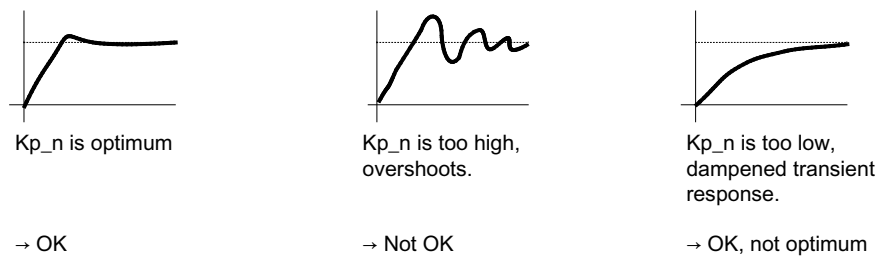 Kp_n is optimum
→ OK
Kp_n is too high,
overshoots.
→ Not OK
Kp_n is too low,
dampened transient
response.
→ OK, not optimum